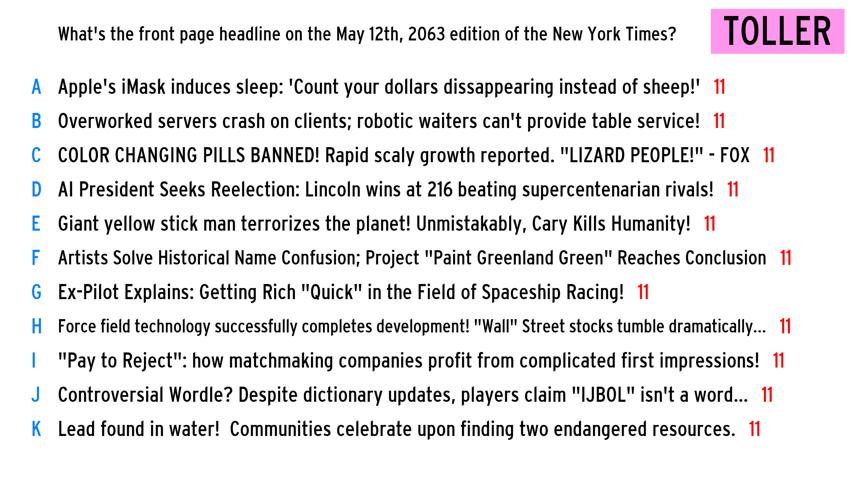 What's the front page headline on the May 12th, 2063 edition of the New York Times?
TOLLER
A Apple's iMask induces sleep: 'Count your dollars dissappearing instead of sheep!' 11
B Overworked servers crash on clients; robotic waiters can't provide table service! 11
C COLOR CHANGING PILLS BANNED! Rapid scaly growth reported. "LIZARD PEOPLE!" - FOX 11
D AI President Seeks Reelection: Lincoln wins at 216 beating supercentenarian rivals! 11
E Giant yellow stick man terrorizes the planet! Unmistakably, Cary Kills Humanity! 11
F Artists Solve Historical Name Confusion; Project "Paint Greenland Green" Reaches Conclusion 11
G Ex-Pilot Explains: Getting Rich "Quick" in the Field of Spaceship Racing! 11
H Force field technology successfully completes development! "Wall" Street stocks tumble dramatically... 11
I "Pay to Reject": how matchmaking companies profit from complicated first impressions! 11
J Controversial Wordle? Despite dictionary updates, players claim "IJBOL" isn't a word... 11
K Lead found in water! Communities celebrate upon finding two endangered resources. 11